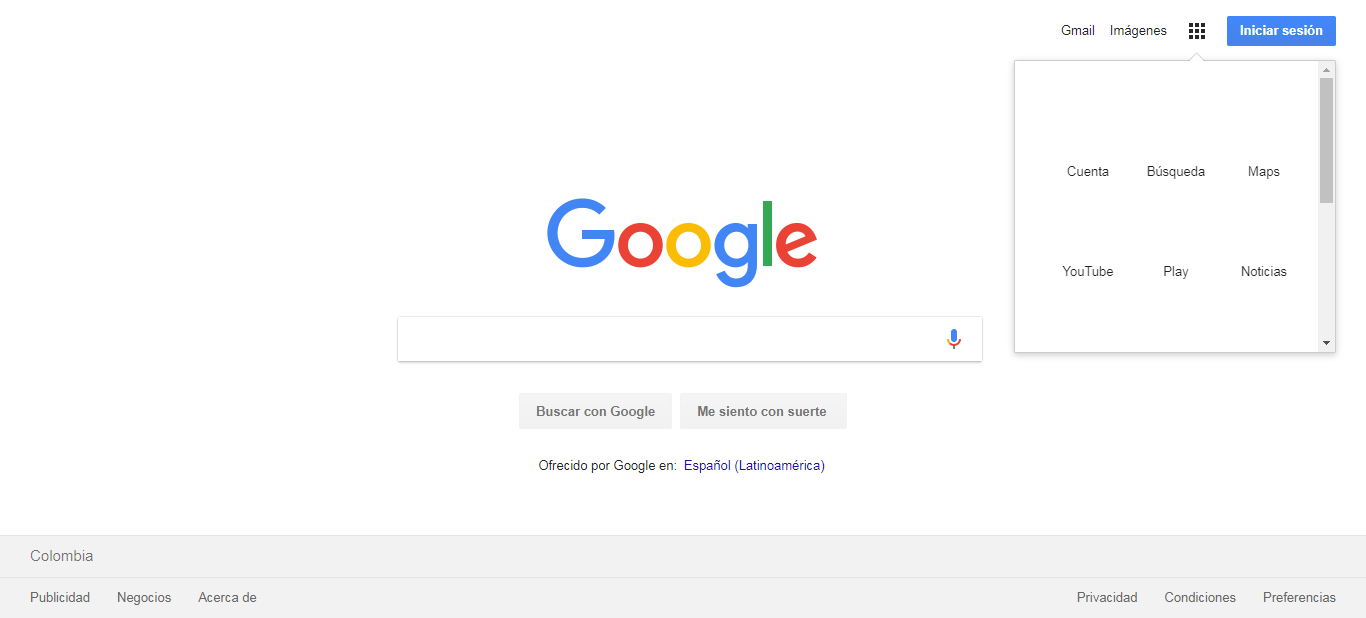 Gmail Imágenes Iniciar sesión
Cuenta Búsqueda Maps
YouTube Play Noticias
Google
Buscar con Google Me siento con suerte
Ofrecido por Google en: Español (Latinoamérica)
Colombia
Publicidad Negocios Acerca de Privacidad Condiciones Preferencias